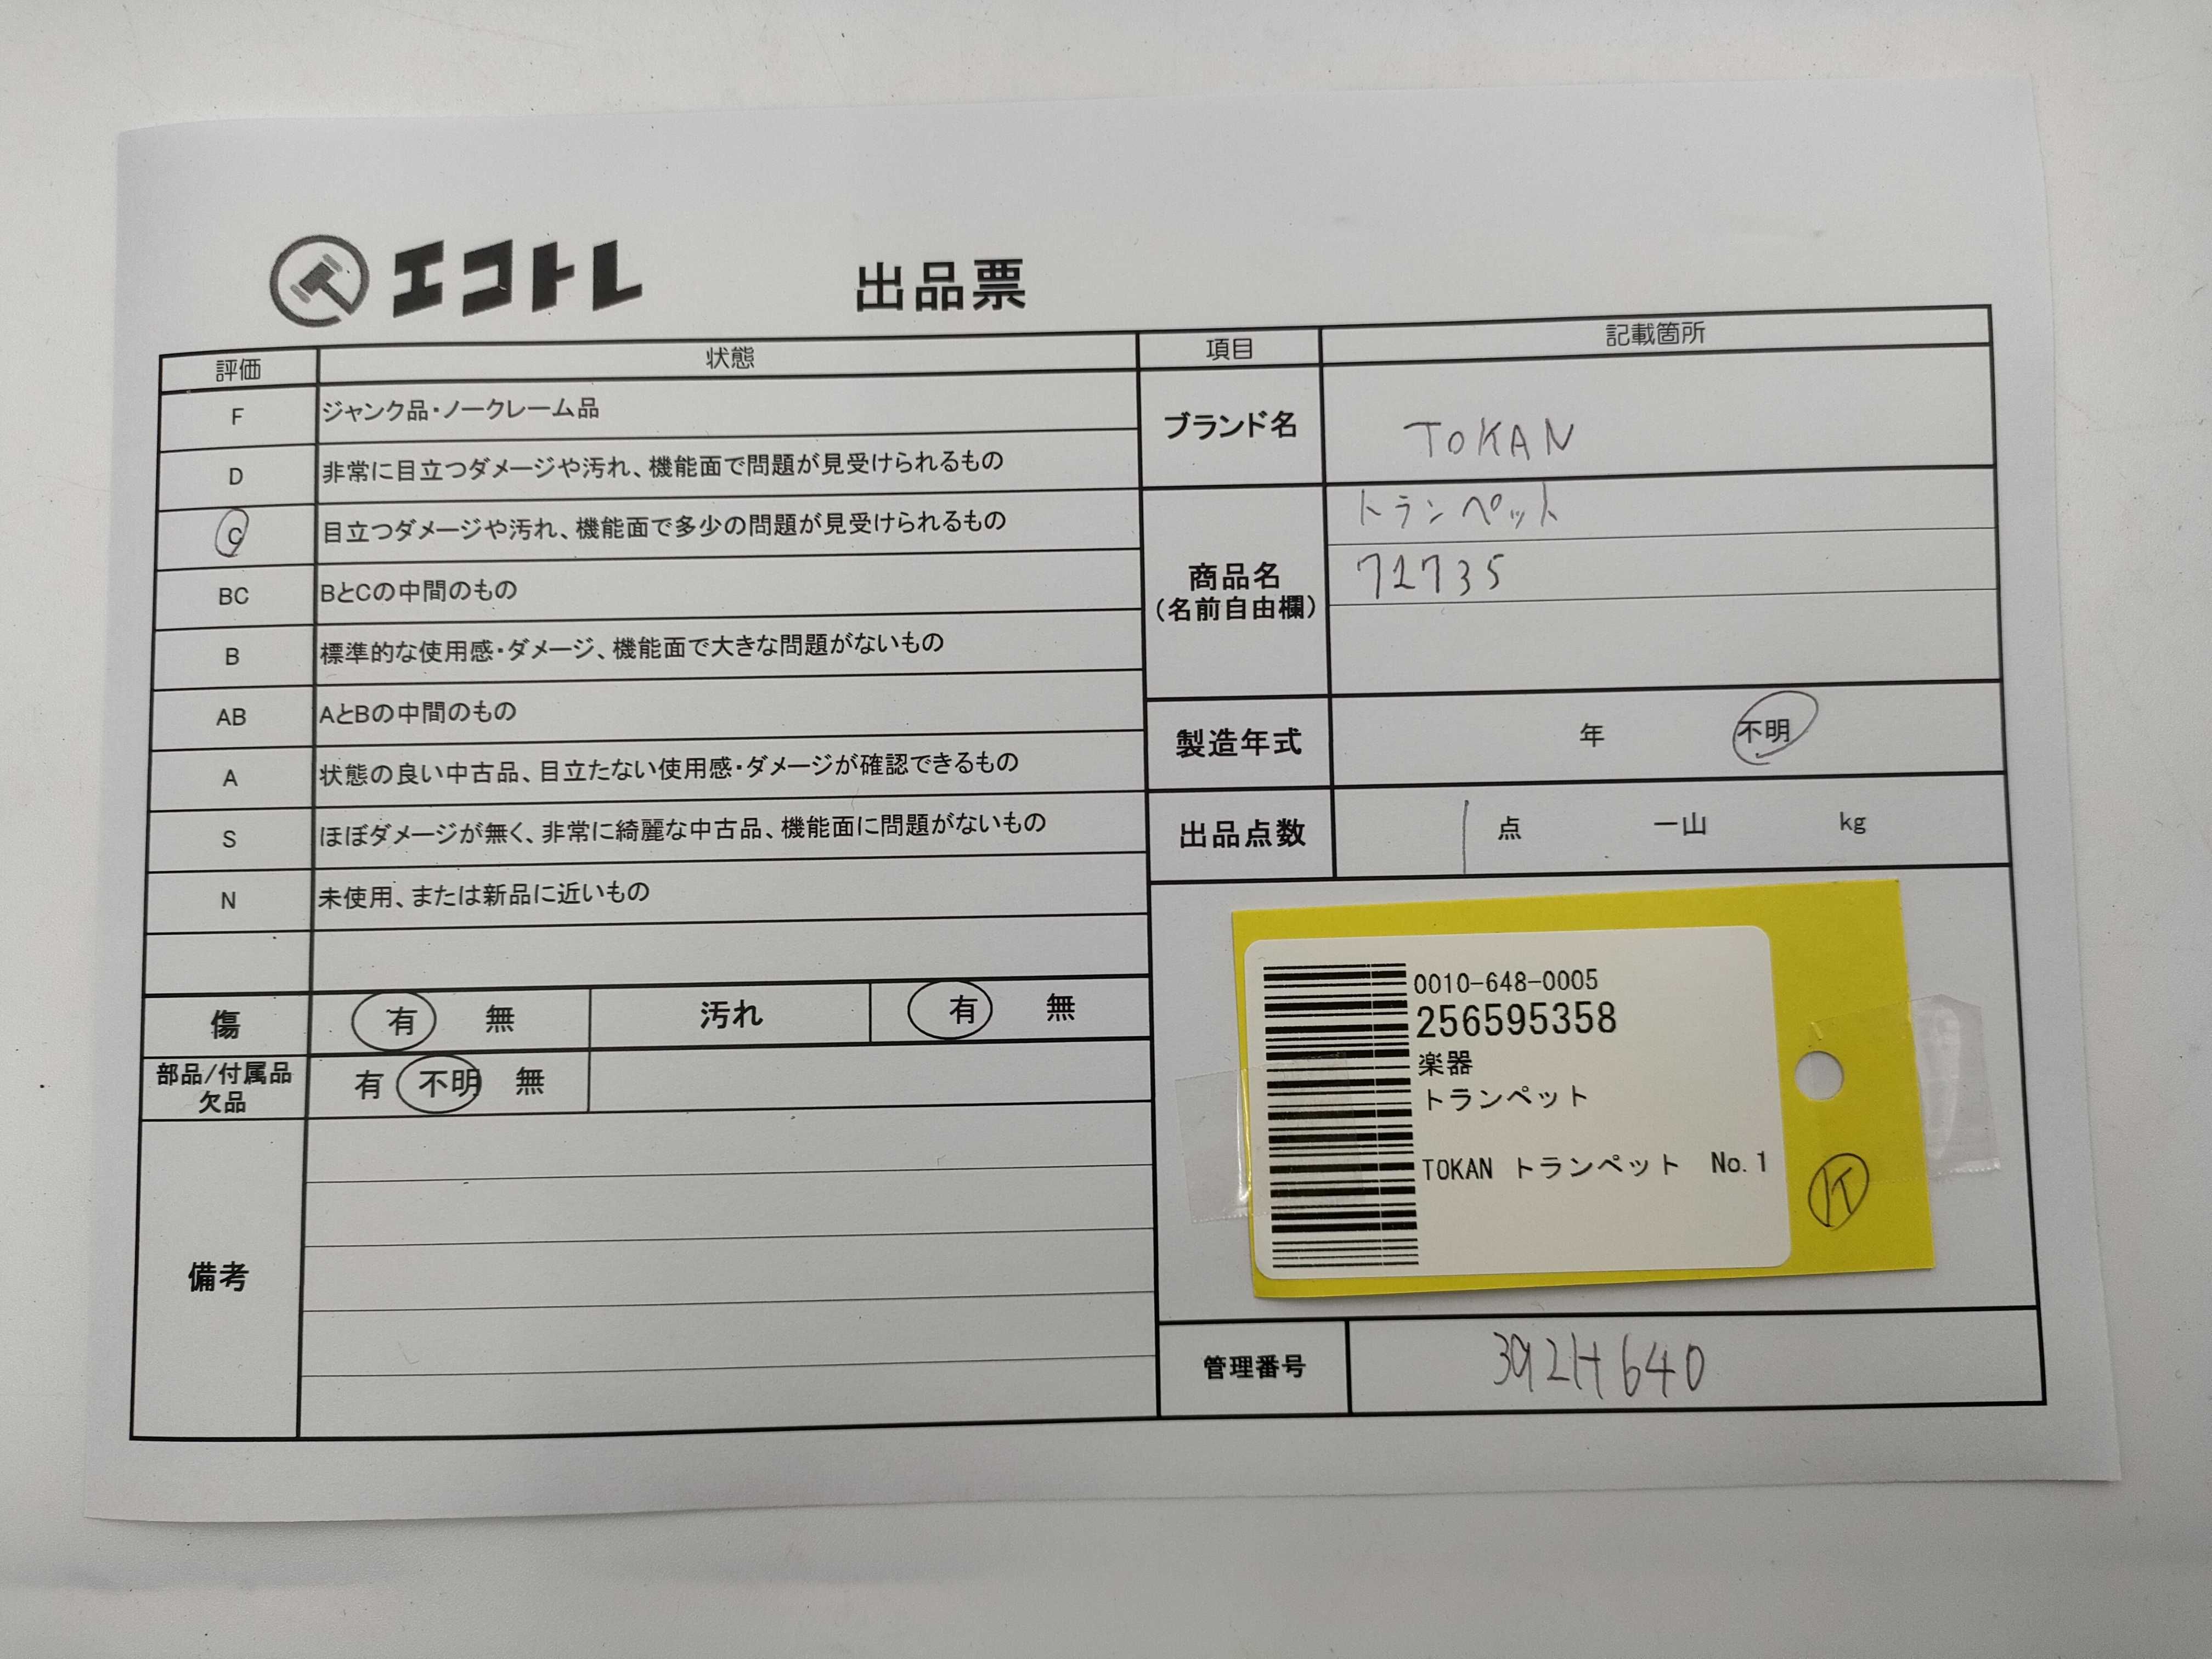 エコトレ
出品票
評価 状態
F ジャンク品・ノークレーム品
D 非常に目立つダメージや汚れ、機能面で問題が見受けられるもの
C 目立つダメージや汚れ、機能面で多少の問題が見受けられるもの
BC BとCの中間のもの
B 標準的な使用感・ダメージ、機能面で大きな問題がないもの
AB AとBの中間のもの
A 状態の良い中古品、目立たない使用感・ダメージが確認できるもの
S ほぼダメージが無く、非常に綺麗な中古品、機能面に問題がないもの
N 未使用、または新品に近いもの
傷 有 無 汚れ 有 無
部品/付属品
欠品
有 不明 無
備考
項目 記載箇所
ブランド名 TOKAN
商品名
(名前自由欄)
トランペット
72735
製造年式 年 不明
出品点数 1 点 一山 kg
0010-648-0005
256595358
楽器
トランペット
TOKAN トランペット No.1
管理番号 392H640